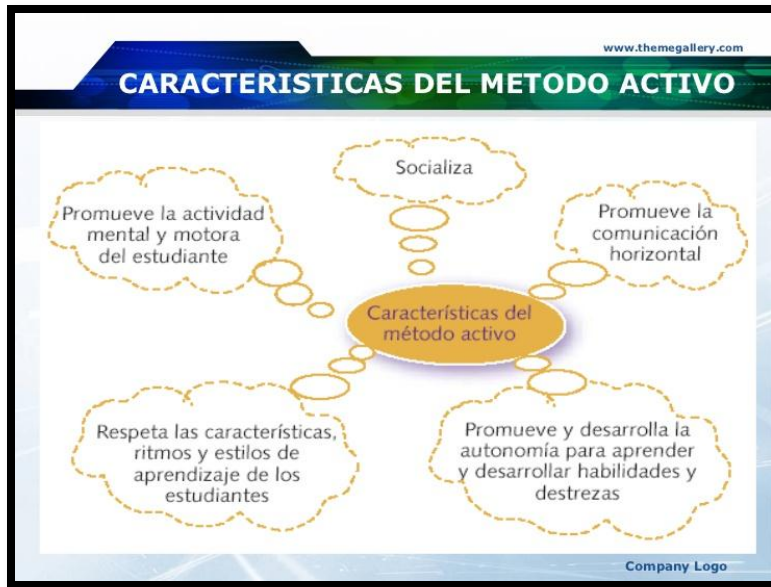 www.themegallery.com
CARACTERISTICAS DEL METODO ACTIVO
Socializa
Promueve la actividad
mental y motora
del estudiante
Promueve la
comunicación
horizontal
Características del
método activo
Respeta las características,
ritmos y estilos de
aprendizaje de los
estudiantes
Promueve y desarrolla la
autonomía para aprender
y desarrollar habilidades y
destrezas
Company Logo